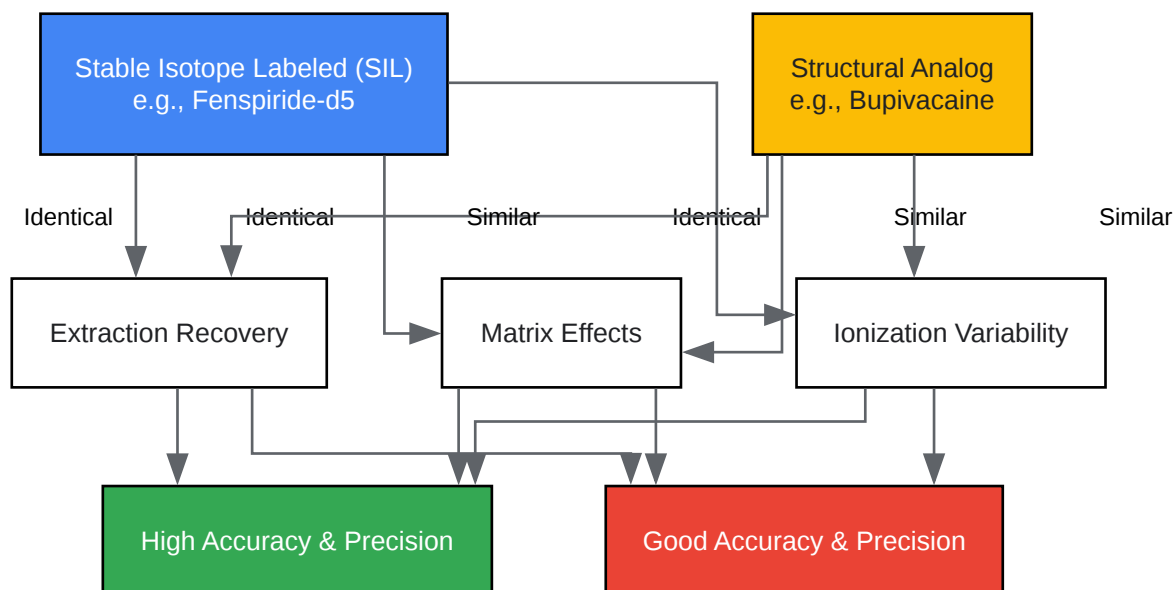 Stable Isotope Labeled (SIL)
e.g., Fenspiride-d5
Structural Analog
e.g., Bupivacaine
Identical
Identical
Similar
Identical
Similar
Similar
Extraction Recovery
Matrix Effects
Ionization Variability
High Accuracy & Precision
Good Accuracy & Precision